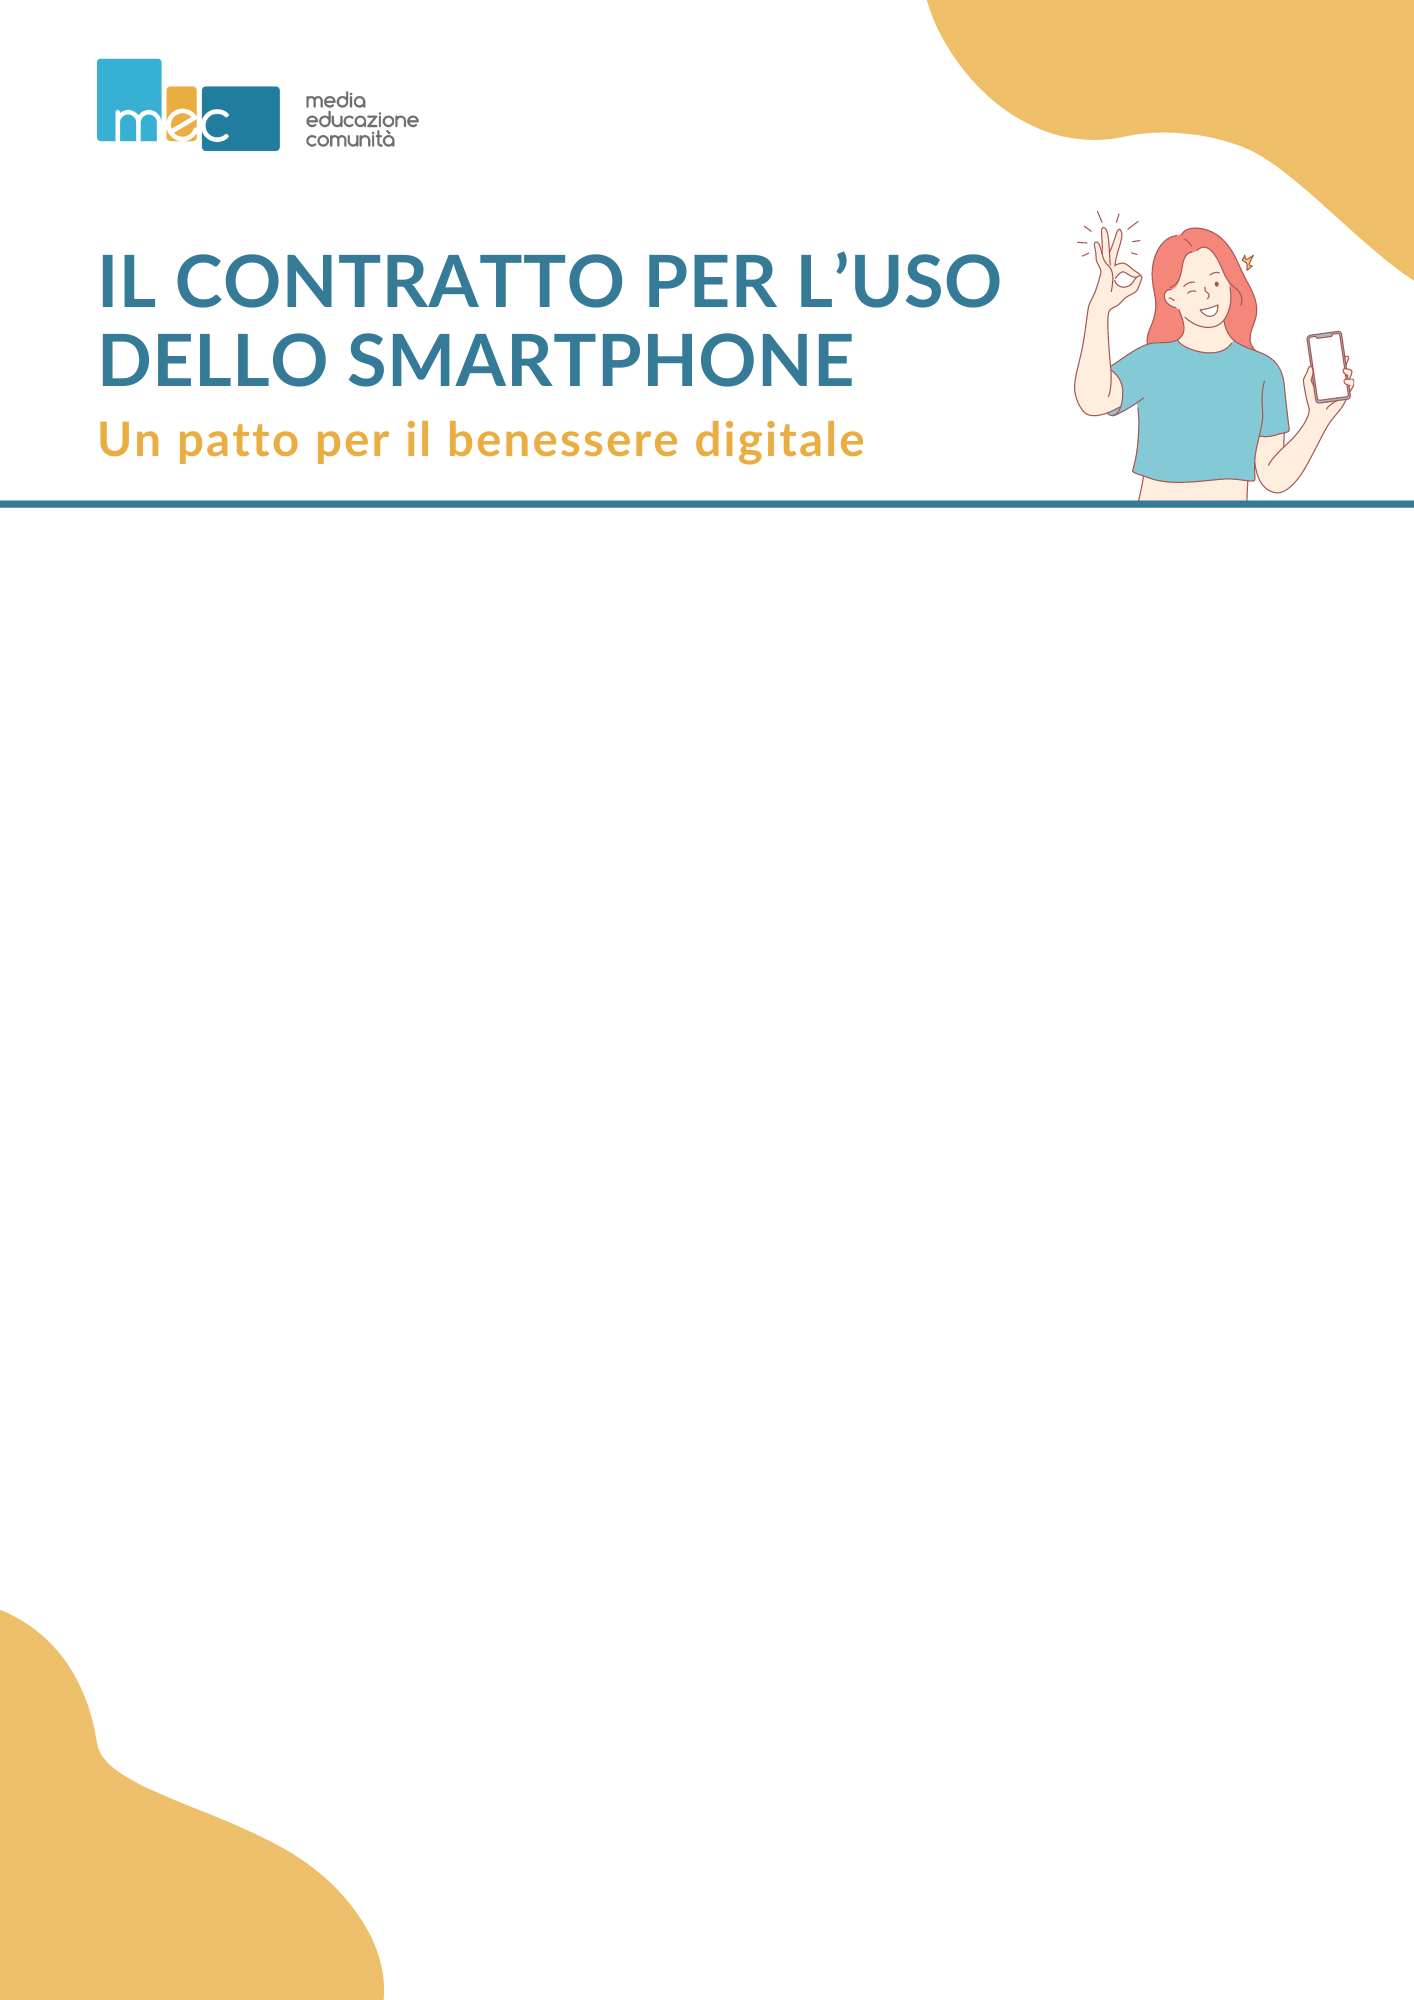 mec
media
educazione
comunità
IL CONTRATTO PER L’USO
DELLO SMARTPHONE
Un patto per il benessere digitale